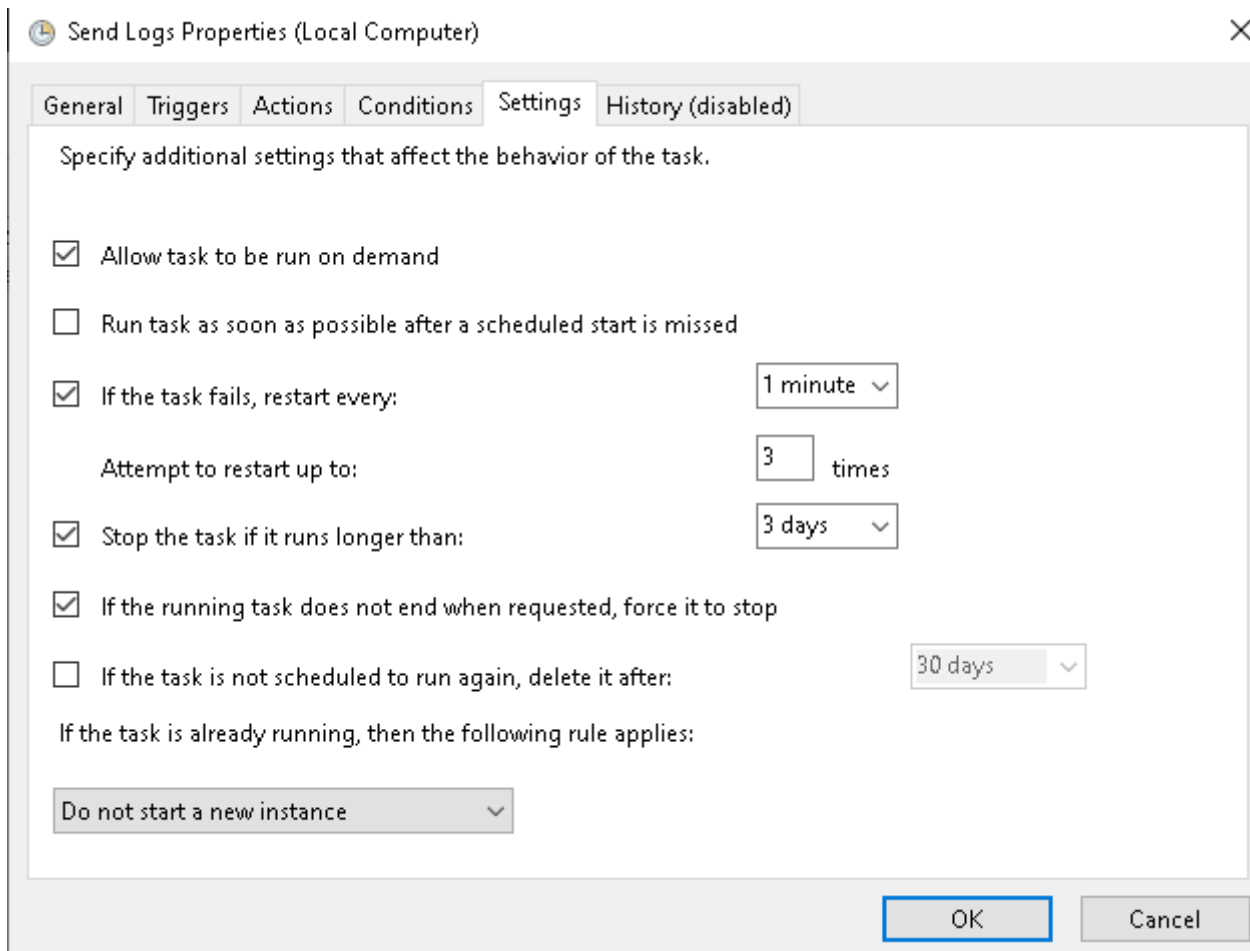 Send Logs Properties (Local Computer)
General Triggers Actions Conditions Settings History (disabled)
Specify additional settings that affect the behavior of the task.
Allow task to be run on demand
Run task as soon as possible after a scheduled start is missed
If the task fails, restart every: 1 minute
Attempt to restart up to: 3 times
Stop the task if it runs longer than: 3 days
If the running task does not end when requested, force it to stop
If the task is not scheduled to run again, delete it after: 30 days
If the task is already running, then the following rule applies:
Do not start a new instance
OK Cancel